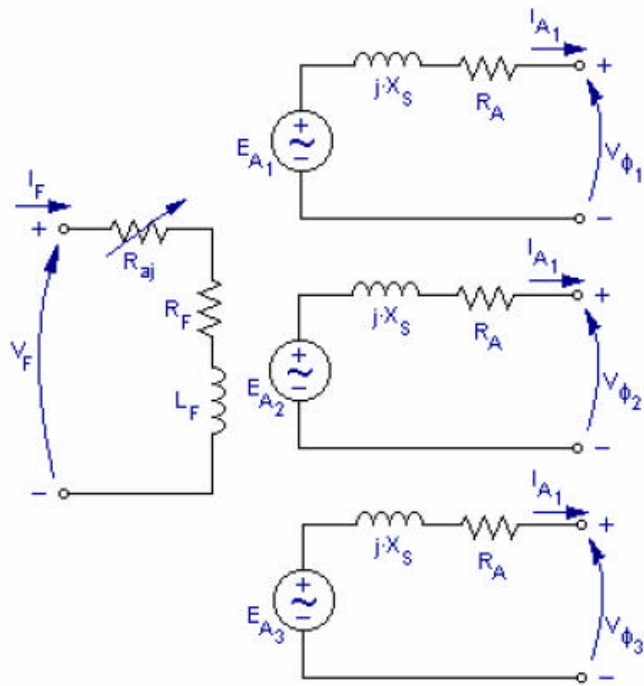 I_A1
+
j·X_S
R_A
+
−
E_A1
V_ϕ1
−
I_F
+
R_aj
R_F
V_F
L_F
−
I_A1
+
j·X_S
R_A
+
−
E_A2
V_ϕ2
−
I_A1
+
j·X_S
R_A
+
−
E_A3
V_ϕ3
−